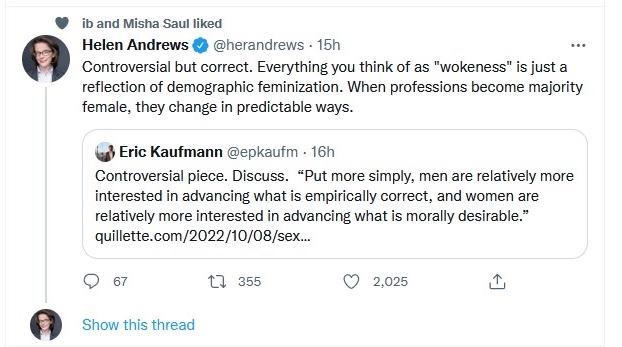 ib and Misha Saul liked
Helen Andrews @herandrews · 15h
Controversial but correct. Everything you think of as "wokeness" is just a
reflection of demographic feminization. When professions become majority
female, they change in predictable ways.
Eric Kaufmann @epkaufm · 16h
Controversial piece. Discuss. “Put more simply, men are relatively more
interested in advancing what is empirically correct, and women are
relatively more interested in advancing what is morally desirable.”
quillette.com/2022/10/08/sex...
67 355 2,025
Show this thread